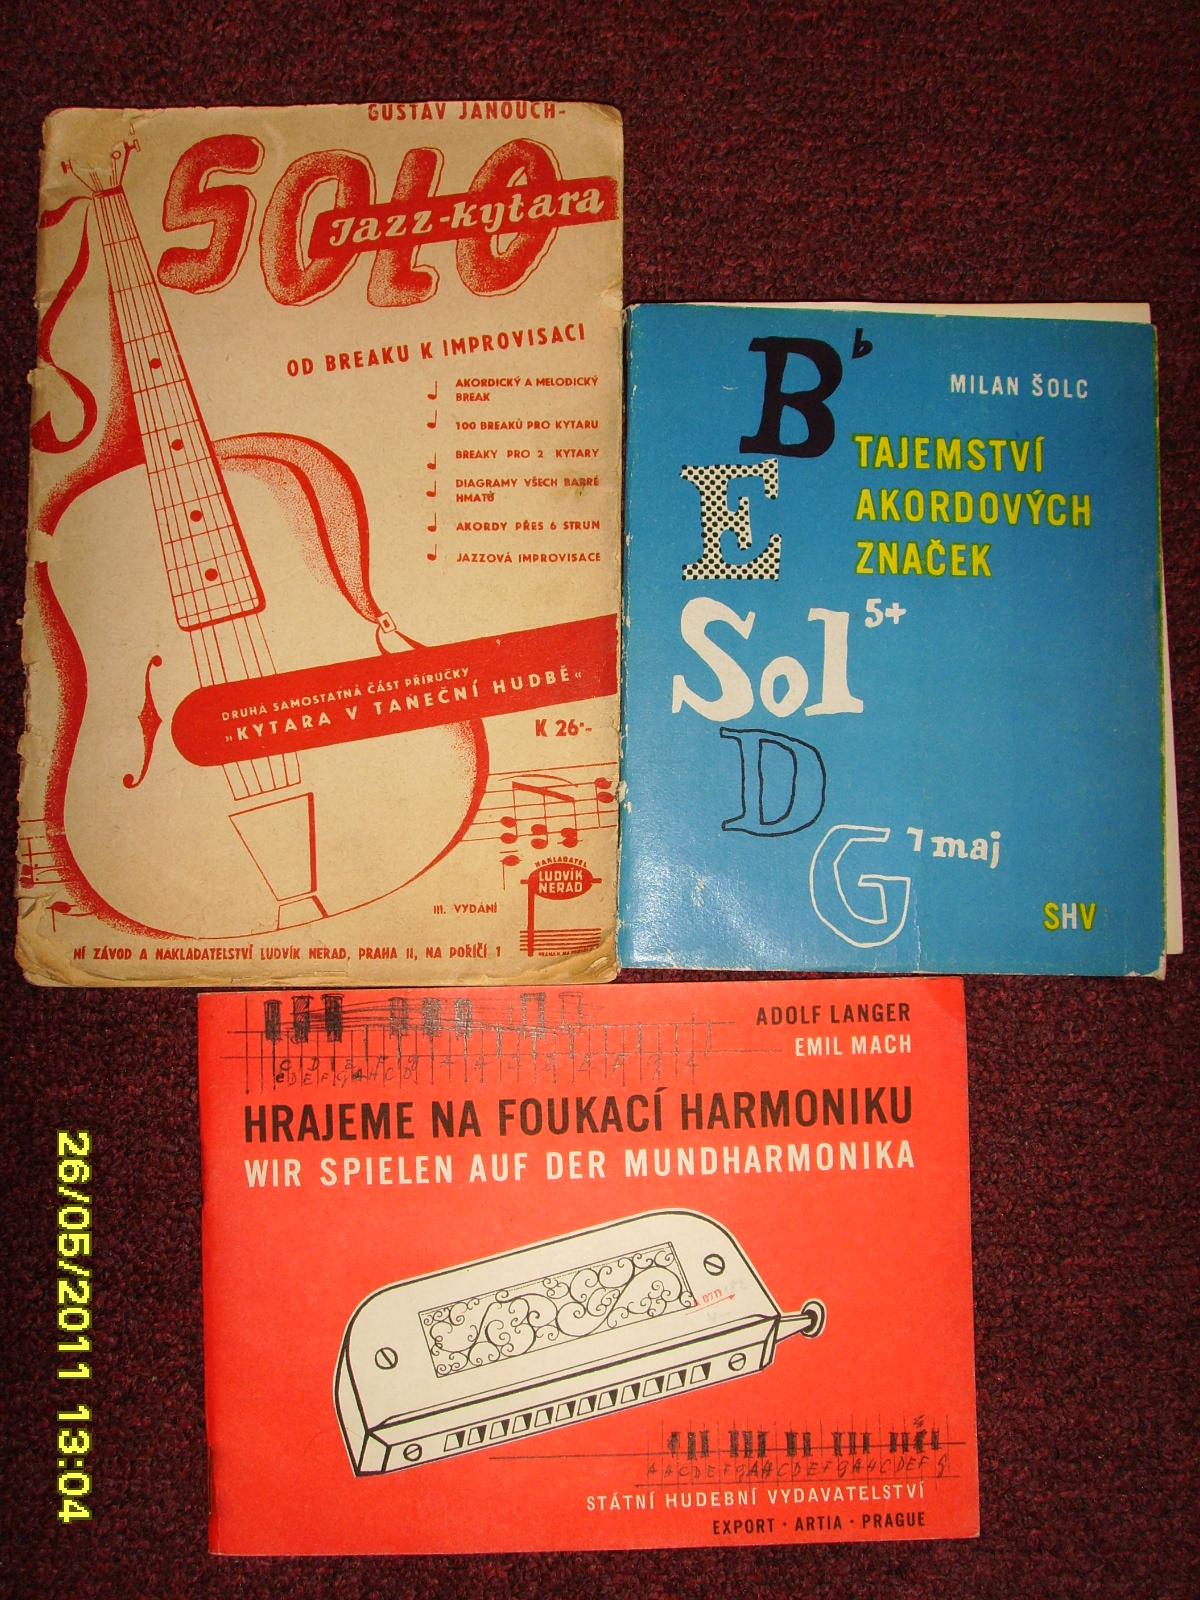 GUSTAV JANOUCH-
SOLO
Jazz-kytara
OD BREAKU K IMPROVISACI
AKORDICKÝ A MELODICKÝ
BREAK
100 BREAKŮ PRO KYTARU
BREAKY PRO 2 KYTARY
DIAGRAMY VŠECH BARRÉ
HMATŮ
AKORDY PŘES 6 STRUN
JAZZOVÁ IMPROVISACE
DRUHÁ SAMOSTATNÁ ČÁST PŘÍRUČKY
„KYTARA V TANEČNÍ HUDBĚ“
K 26·-
NAKLADATEL
LUDVÍK
NERAD
III. VYDÁNÍ
NÍ ZÁVOD A NAKLADATELSTVÍ LUDVÍK NERAD, PRAHA II, NA POŘÍČÍ 1
Bb
MILAN ŠOLC
TAJEMSTVÍ
AKORDOVÝCH
ZNAČEK
E
Sol 5+
D
G 7 maj
SHV
ADOLF LANGER
EMIL MACH
HRAJEME NA FOUKACÍ HARMONIKU
WIR SPIELEN AUF DER MUNDHARMONIKA
STÁTNÍ HUDEBNÍ VYDAVATELSTVÍ
EXPORT · ARTIA · PRAGUE
26/05/2011 13:04